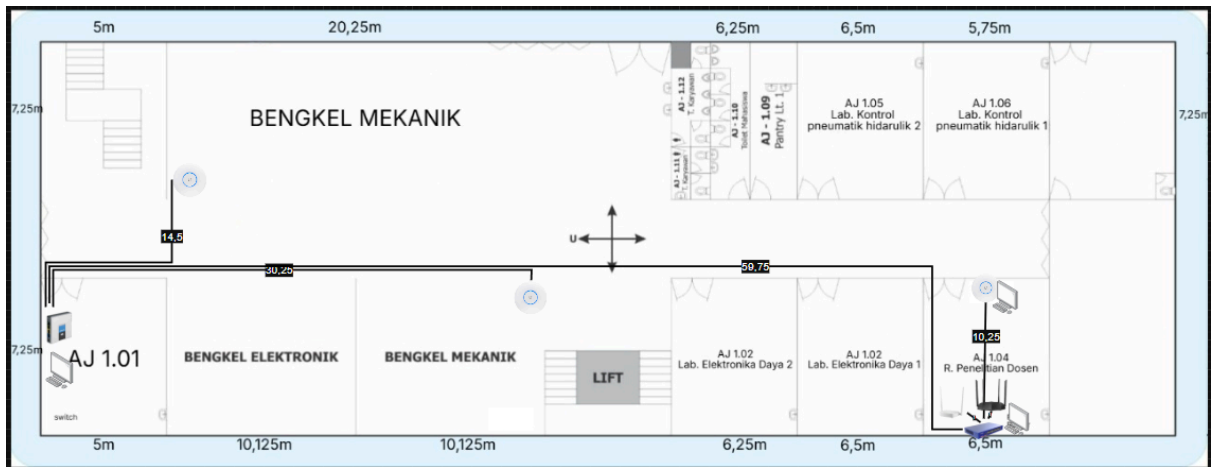 5m
20,25m
6,25m
6,5m
5,75m
7,25m
7,25m
BENGKEL MEKANIK
AJ - 1.12
T. Karyawan
AJ - 1.11
T. Karyawan
AJ - 1.10
Toilet Mahasiswa
AJ - 1.09
Pantry Lt. 1
AJ 1.05
Lab. Kontrol
pneumatik hidarulik 2
AJ 1.06
Lab. Kontrol
pneumatik hidarulik 1
14,5
U
30,25
59,75
7,25m
AJ 1.01
switch
BENGKEL ELEKTRONIK
BENGKEL MEKANIK
LIFT
AJ 1.02
Lab. Elektronika Daya 2
AJ 1.02
Lab. Elektronika Daya 1
10,25
AJ 1.04
R. Penelitian Dosen
5m
10,125m
10,125m
6,25m
6,5m
6,5m